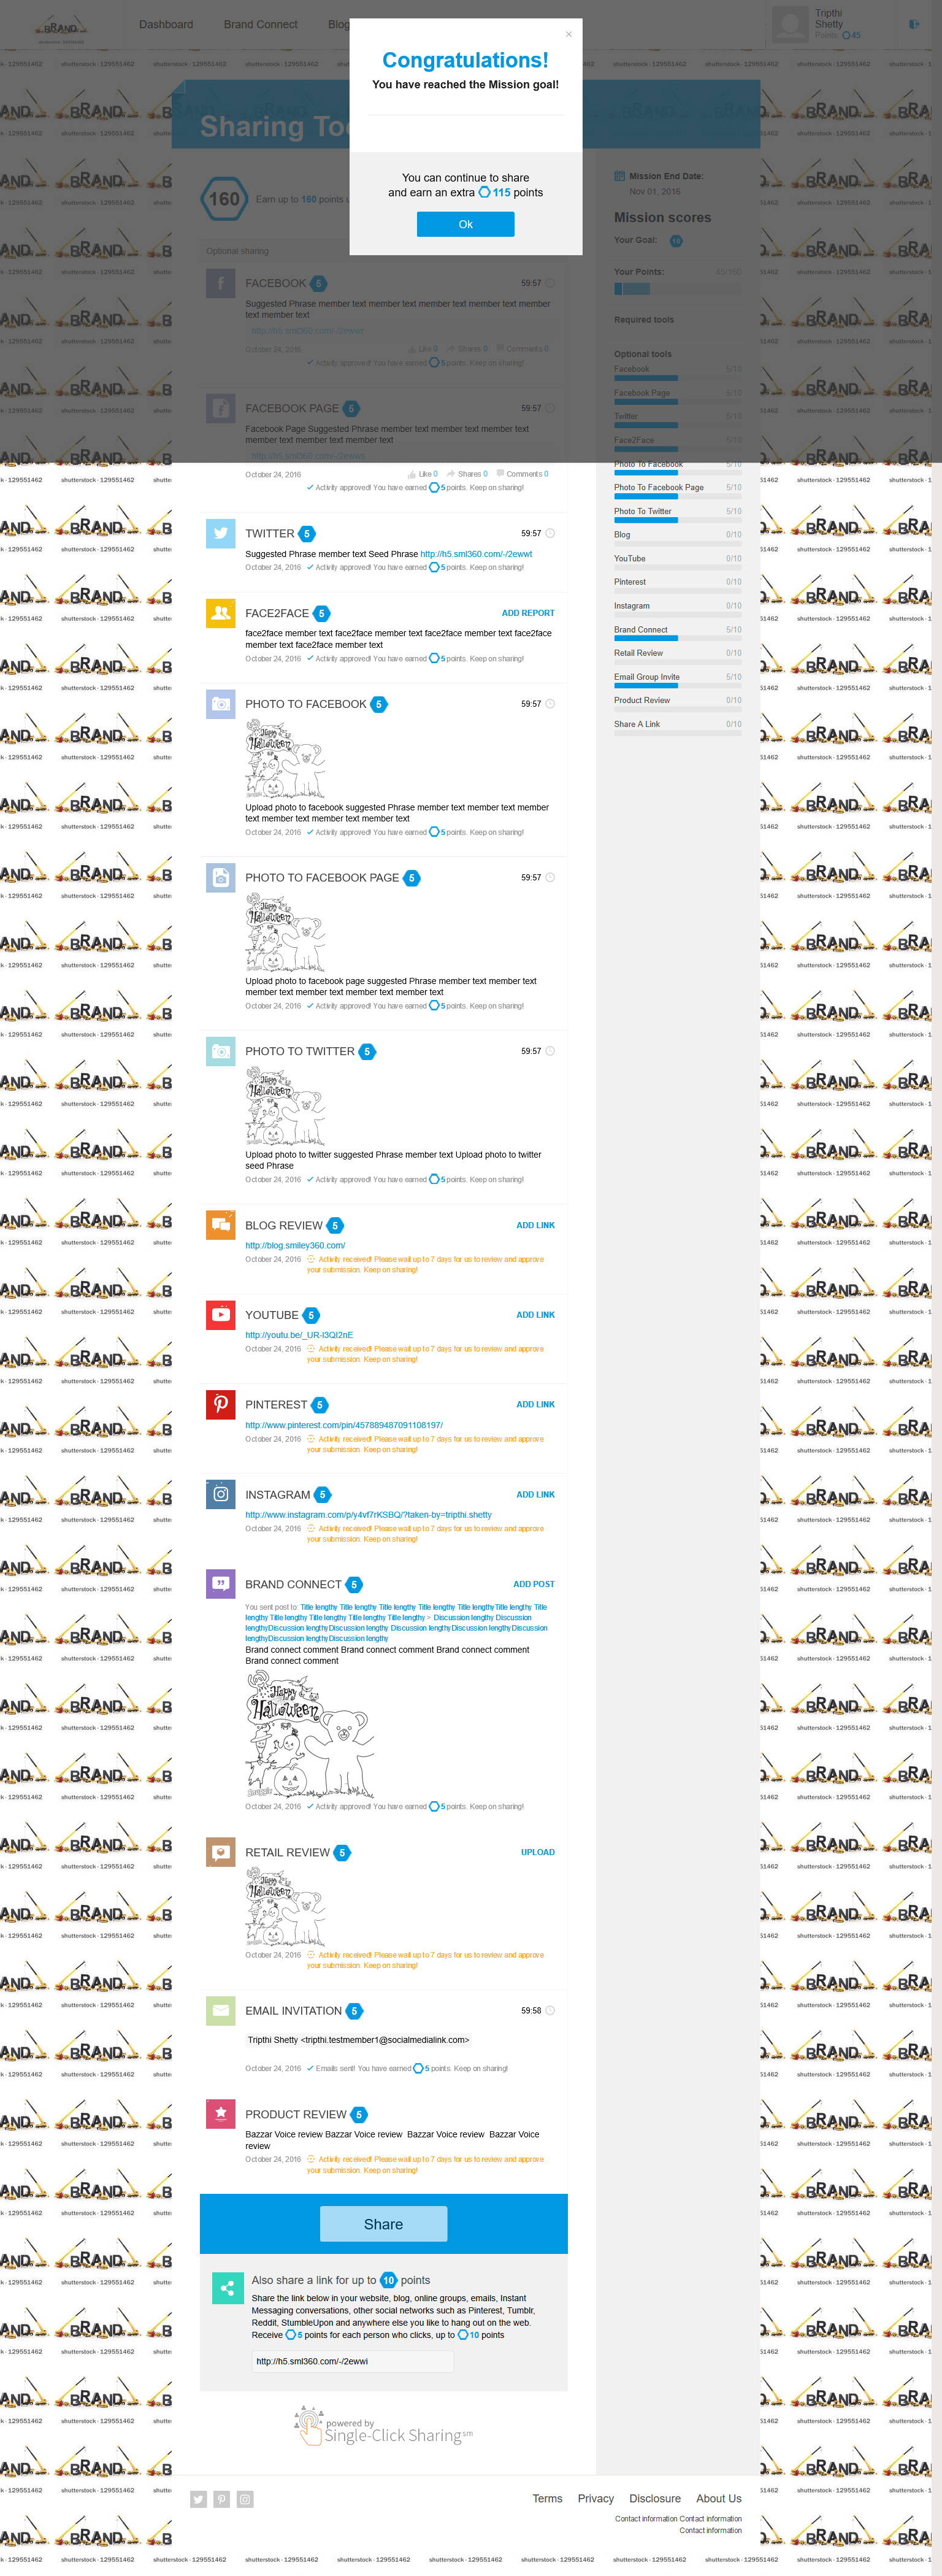 BRAND
Dashboard
Brand Connect
Blog
Tripthi
Shetty
Points 45
×
Congratulations!
You have reached the Mission goal!
You can continue to share
and earn an extra 115 points
Ok
Sharing Too
160
Earn up to 160 points u
Optional sharing
FACEBOOK 5
59:57
Suggested Phrase member text member text member text member text member
text member text
http://h5.sml360.com/-/2ewwt
October 24, 2016
Like 0
Shares 0
Comments 0
Activity approved! You have earned 5 points. Keep on sharing!
FACEBOOK PAGE 5
59:57
Facebook Page Suggested Phrase member text member text member text
member text member text member text
October 24, 2016
Like 0
Shares 0
Comments 0
Activity approved! You have earned 5 points. Keep on sharing!
TWITTER 5
59:57
Suggested Phrase member text Seed Phrase http://h5.sml360.com/-/2ewwt
October 24, 2016
Activity approved! You have earned 5 points. Keep on sharing!
FACE2FACE 5
ADD REPORT
face2face member text face2face member text face2face member text face2face
member text face2face member text
October 24, 2016
Activity approved! You have earned 5 points. Keep on sharing!
PHOTO TO FACEBOOK 5
59:57
Happy
Halloween
Upload photo to facebook suggested Phrase member text member text member
text member text member text member text
October 24, 2016
Activity approved! You have earned 5 points. Keep on sharing!
PHOTO TO FACEBOOK PAGE 5
59:57
Happy
Halloween
Upload photo to facebook page suggested Phrase member text member text
member text member text member text member text
October 24, 2016
Activity approved! You have earned 5 points. Keep on sharing!
PHOTO TO TWITTER 5
59:57
Happy
Halloween
Upload photo to twitter suggested Phrase member text Upload photo to twitter
seed Phrase
October 24, 2016
Activity approved! You have earned 5 points. Keep on sharing!
BLOG REVIEW 5
ADD LINK
http://blog.smiley360.com/
October 24, 2016
Activity received! Please wait up to 7 days for us to review and approve
your submission. Keep on sharing!
YOUTUBE 5
ADD LINK
http://youtu.be/_UR-l3QI2nE
October 24, 2016
Activity received! Please wait up to 7 days for us to review and approve
your submission. Keep on sharing!
PINTEREST 5
ADD LINK
http://www.pinterest.com/pin/457889487091108197/
October 24, 2016
Activity received! Please wait up to 7 days for us to review and approve
your submission. Keep on sharing!
INSTAGRAM 5
ADD LINK
http://www.instagram.com/p/y4vf7rKSBQ/?taken-by=tripthi.shetty
October 24, 2016
Activity received! Please wait up to 7 days for us to review and approve
your submission. Keep on sharing!
BRAND CONNECT 5
ADD POST
You sent post to: Title lengthy Title lengthy Title lengthy Title lengthy Title lengthyTitle lengthy Title
lengthy Title lengthy Title lengthy Title lengthy Title lengthy > Discussion lengthy Discussion
lengthyDiscussion lengthyDiscussion lengthy Discussion lengthyDiscussion lengthyDiscussion
lengthyDiscussion lengthyDiscussion lengthy
Brand connect comment Brand connect comment Brand connect comment
Brand connect comment
Happy
Halloween
October 24, 2016
Activity approved! You have earned 5 points. Keep on sharing!
RETAIL REVIEW 5
UPLOAD
Happy
Halloween
October 24, 2016
Activity received! Please wait up to 7 days for us to review and approve
your submission. Keep on sharing!
EMAIL INVITATION 5
59:58
Tripthi Shetty <tripthi.testmember1@socialmedialink.com>
October 24, 2016
Emails sent! You have earned 5 points. Keep on sharing!
PRODUCT REVIEW 5
Bazzar Voice review Bazzar Voice review Bazzar Voice review Bazzar Voice
review
October 24, 2016
Activity received! Please wait up to 7 days for us to review and approve
your submission. Keep on sharing!
Share
Also share a link for up to 10 points
Share the link below in your website, blog, online groups, emails, Instant
Messaging conversations, other social networks such as Pinterest, Tumblr,
Reddit, StumbleUpon and anywhere else you like to hang out on the web.
Receive 5 points for each person who clicks, up to 10 points
http://h5.sml360.com/-/2ewwi
powered by
Single-Click Sharing sm
Mission End Date:
Nov 01, 2016
Mission scores
Your Goal: 10
Your Points:
45/160
Required tools
Optional tools
Facebook 5/10
Facebook Page 5/10
Twitter 5/10
Face2Face 5/10
Photo To Facebook 5/10
Photo To Facebook Page 5/10
Photo To Twitter 5/10
Blog 0/10
YouTube 0/10
Pinterest 0/10
Instagram 0/10
Brand Connect 5/10
Retail Review 0/10
Email Group Invite 5/10
Product Review 0/10
Share A Link 0/10
Terms
Privacy
Disclosure
About Us
Contact information Contact information
Contact information
BRAND
shutterstock · 129551462